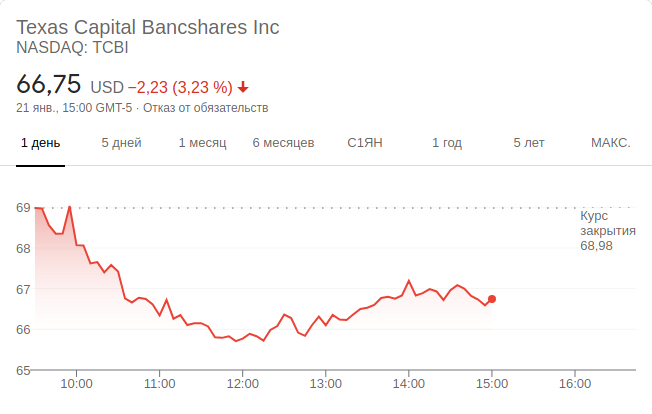 Texas Capital Bancshares Inc
NASDAQ: TCBI
66,75 USD −2,23 (3,23 %)
21 янв., 15:00 GMT-5 · Отказ от обязательств
1 день 5 дней 1 месяц 6 месяцев С1ЯН 1 год 5 лет МАКС.
69
Курс
закрытия
68,98
68
67
66
65
10:00 11:00 12:00 13:00 14:00 15:00 16:00